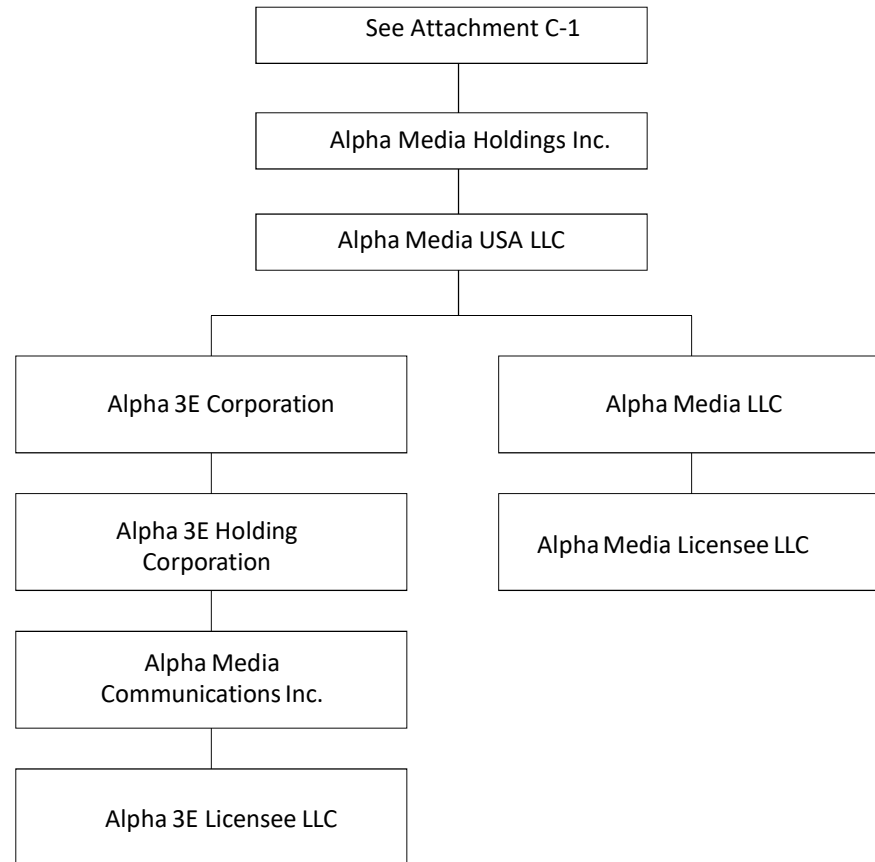 See Attachment C-1
Alpha Media Holdings Inc.
Alpha Media USA LLC
Alpha 3E Corporation
Alpha Media LLC
Alpha 3E Holding
Corporation
Alpha Media Licensee LLC
Alpha Media
Communications Inc.
Alpha 3E Licensee LLC